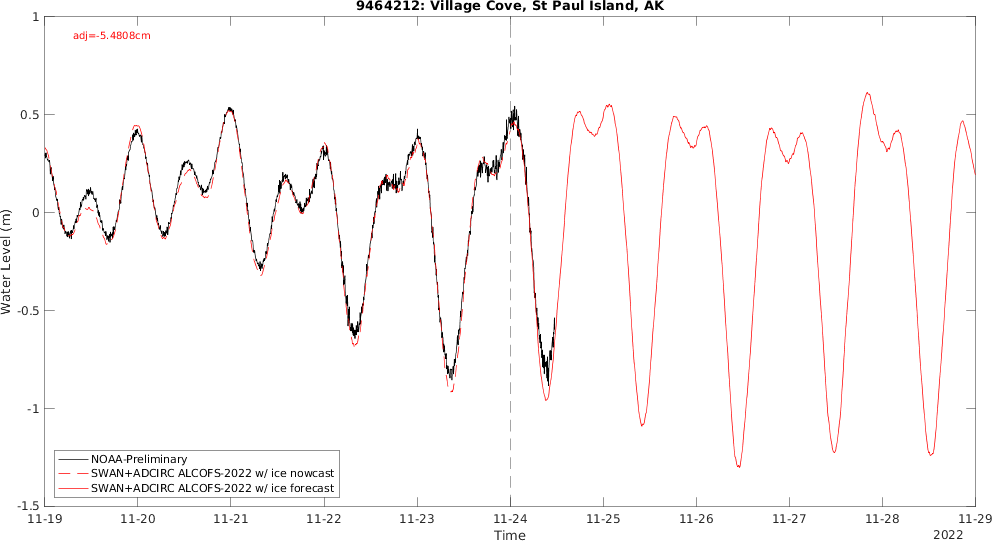 9464212: Village Cove, St Paul Island, AK
adj=-5.4808cm
1
0.5
0
-0.5
-1
-1.5
Water Level (m)
NOAA-Preliminary
SWAN+ADCIRC ALCOFS-2022 w/ ice nowcast
SWAN+ADCIRC ALCOFS-2022 w/ ice forecast
11-19 11-20 11-21 11-22 11-23 11-24 11-25 11-26 11-27 11-28 11-29
Time
2022